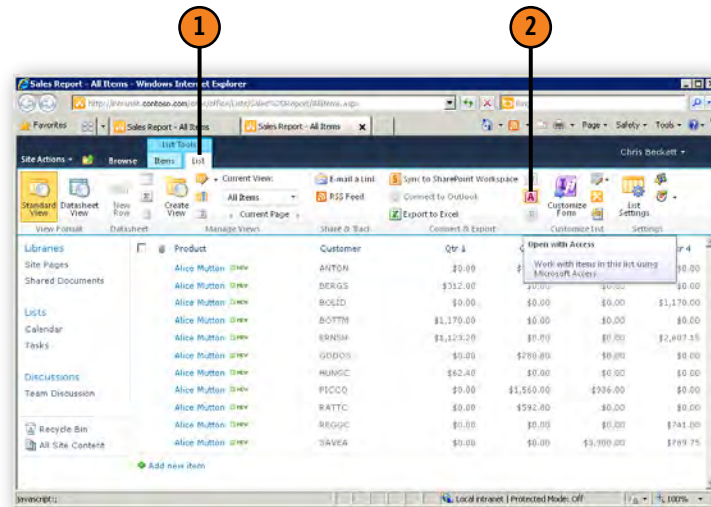 1 2
Sales Report - All Items - Windows Internet Explorer
Favorites Sales Report - All Items Sales Report - All Items x Page Safety Tools
List Tools
Site Actions Browse Items List Chris Beckett
Standard View Datasheet View New Row Create View Current View: All Items Current Page E-mail a Link RSS Feed Sync to SharePoint Workspace Connect to Outlook Export to Excel Customize Form List Settings
View Format Datasheet Manage Views Share & Track Connect & Export Customize List Settings
Open with Access
Work with items in this list using Microsoft Access.
Libraries
Site Pages
Shared Documents
Lists
Calendar
Tasks
Discussions
Team Discussion
Recycle Bin
All Site Content
Product Customer Qtr 1
Alice Mutton NEW ANTON $0.00 $0.00
Alice Mutton NEW BERGS $312.00 $0.00 $0.00 $0.00
Alice Mutton NEW BOLID $0.00 $0.00 $0.00 $1,170.00
Alice Mutton NEW BOTTM $1,170.00 $0.00 $0.00 $0.00
Alice Mutton NEW ERNSH $1,123.20 $0.00 $0.00 $2,607.15
Alice Mutton NEW GODOS $0.00 $280.80 $0.00 $0.00
Alice Mutton NEW HUNGC $62.40 $0.00 $0.00 $0.00
Alice Mutton NEW PICCO $0.00 $1,560.00 $936.00 $0.00
Alice Mutton NEW RATTC $0.00 $592.80 $0.00 $0.00
Alice Mutton NEW REGGC $0.00 $0.00 $0.00 $741.00
Alice Mutton NEW SAVEA $0.00 $0.00 $3,900.00 $789.75
Add new item
javascript:; Local intranet | Protected Mode: Off 100%